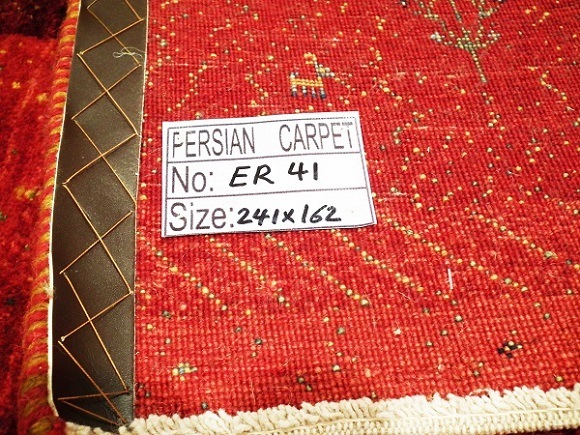 PERSIAN CARPET
No: ER 41
Size: 241x162